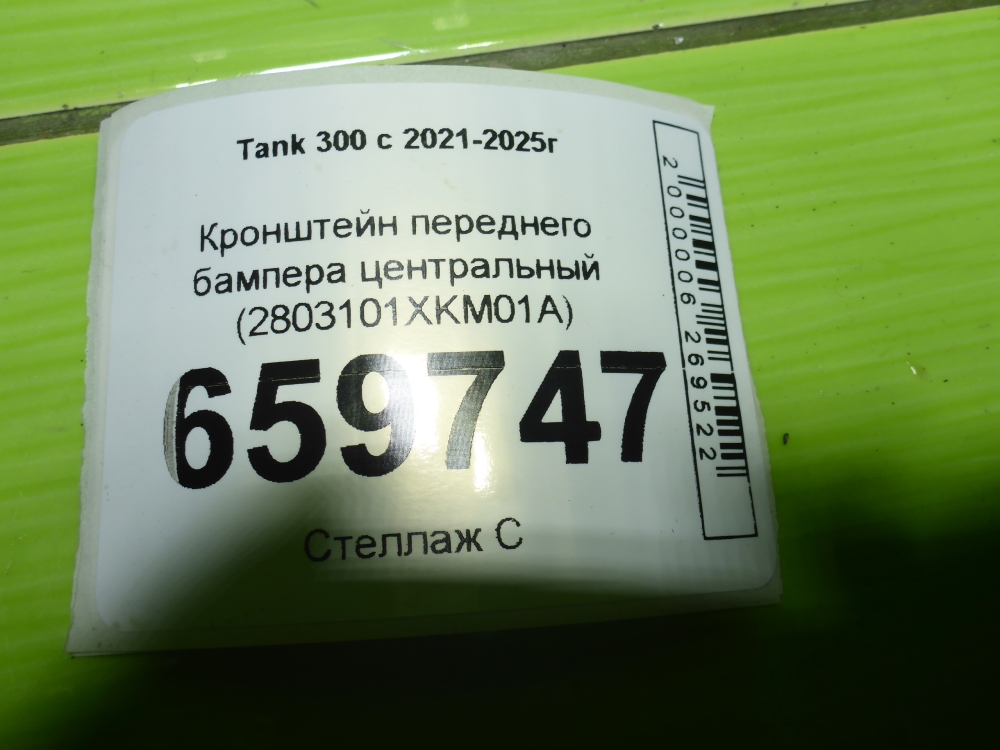 Tank 300 с 2021-2025г
Кронштейн переднего
бампера центральный
(2803101XKM01A)
659747
Стеллаж С
2000006269522